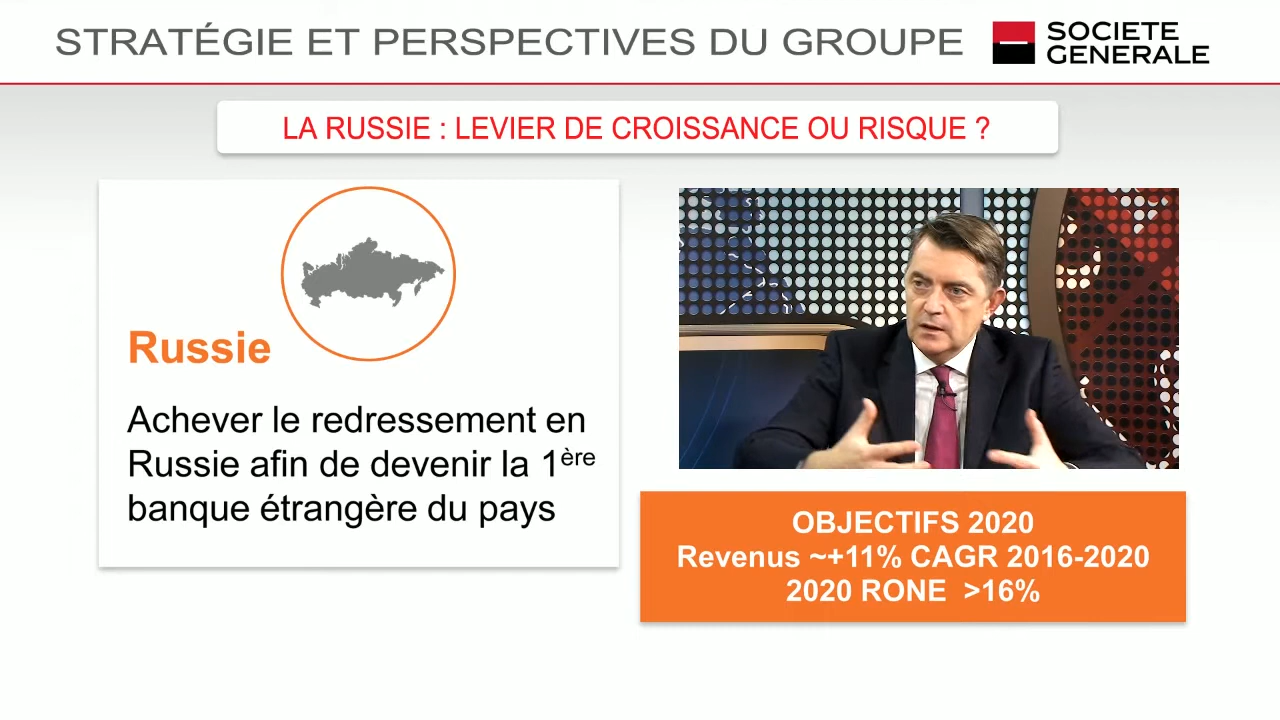 STRATÉGIE ET PERSPECTIVES DU GROUPE
SOCIETE
GENERALE
LA RUSSIE : LEVIER DE CROISSANCE OU RISQUE ?
Russie
Achever le redressement en
Russie afin de devenir la 1ère
banque étrangère du pays
OBJECTIFS 2020
Revenus ~+11% CAGR 2016-2020
2020 RONE >16%